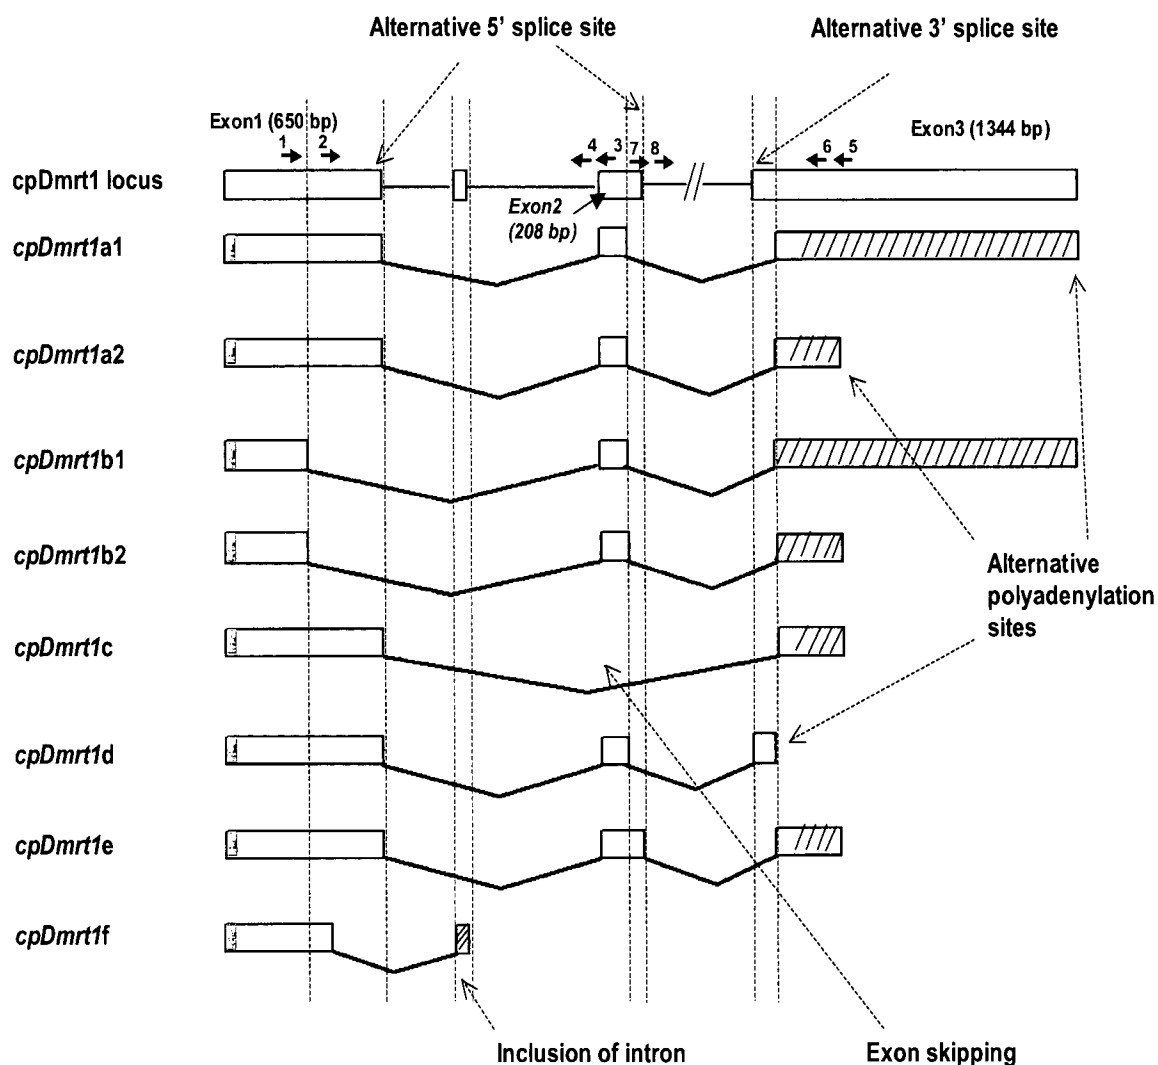 Alternative 5' splice site
Alternative 3' splice site
Exon1 (650 bp)
Exon3 (1344 bp)
1 2 4 3 7 8 6 5
cpDmrt1 locus
Exon2
(208 bp)
cpDmrt1a1
cpDmrt1a2
cpDmrt1b1
cpDmrt1b2
Alternative
polyadenylation
sites
cpDmrt1c
cpDmrt1d
cpDmrt1e
cpDmrt1f
Inclusion of intron
Exon skipping